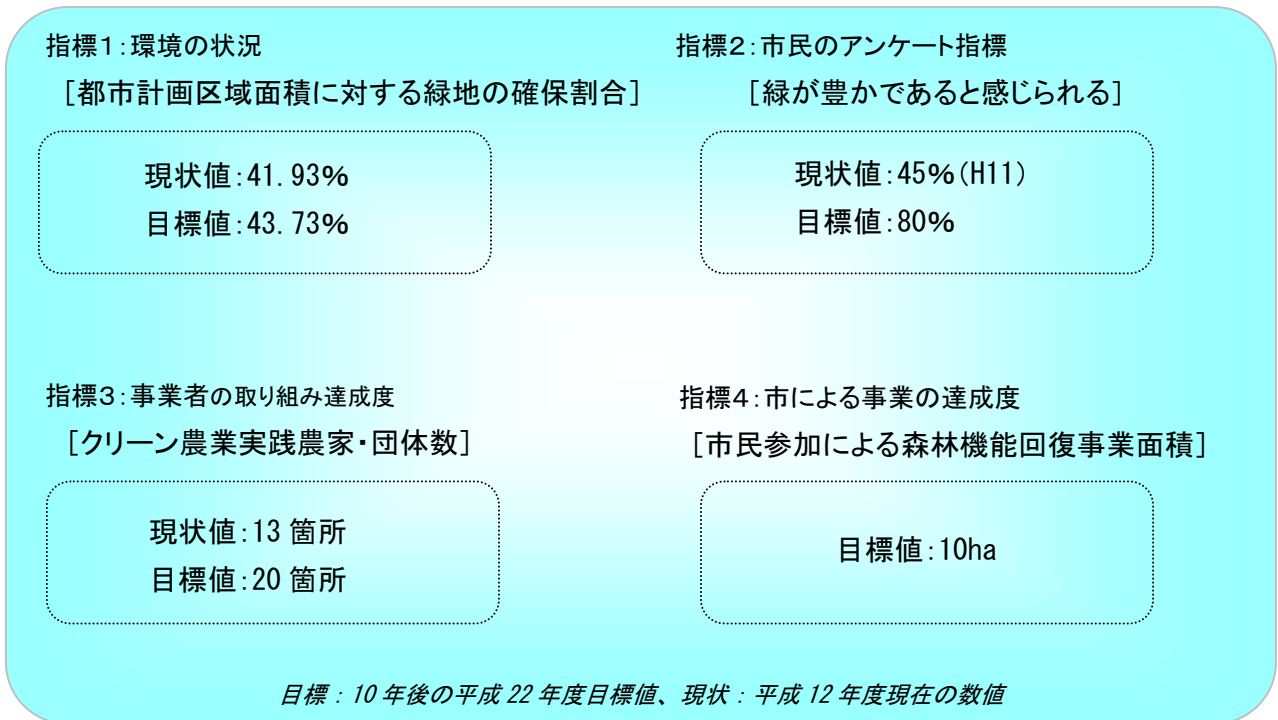 指標１：環境の状況
［都市計画区域面積に対する緑地の確保割合］
現状値：41.93％
目標値：43.73％
指標２：市民のアンケート指標
［緑が豊かであると感じられる］
現状値：45％（H11）
目標値：80％
指標３：事業者の取り組み達成度
［クリーン農業実践農家・団体数］
現状値：13 箇所
目標値：20 箇所
指標４：市による事業の達成度
［市民参加による森林機能回復事業面積］
目標値：10ha
目標：10 年後の平成 22 年度目標値、現状：平成 12 年度現在の数値